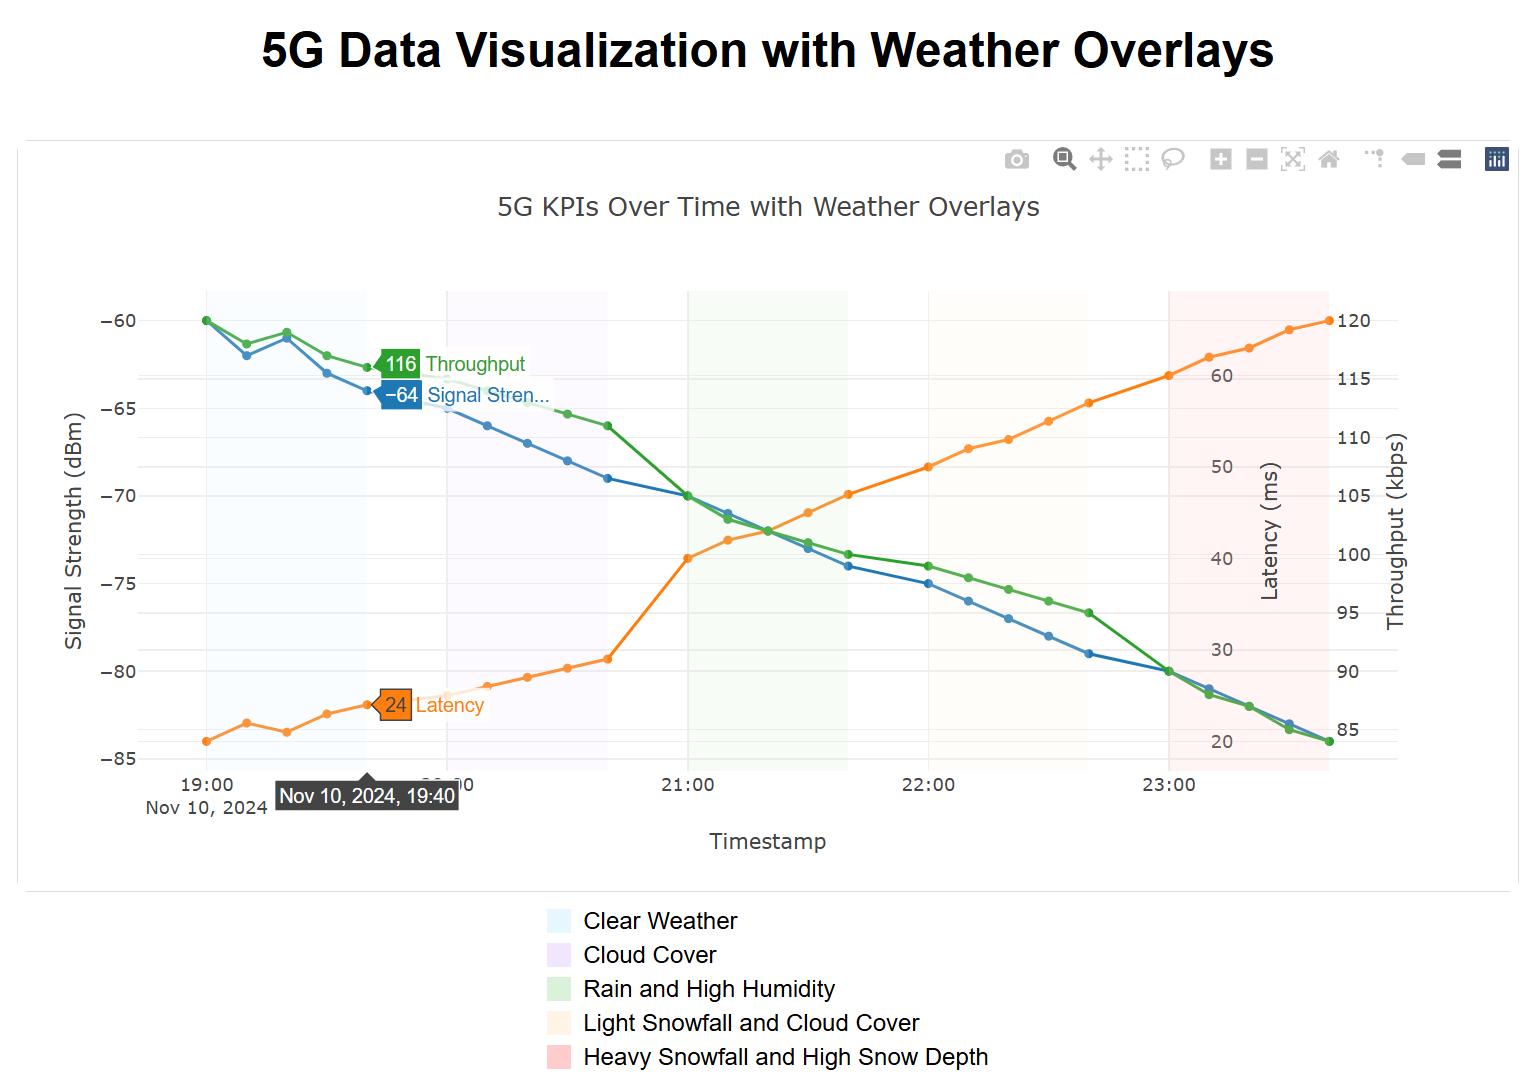 5G Data Visualization with Weather Overlays
5G KPIs Over Time with Weather Overlays
−60
−65
−70
−75
−80
−85
Signal Strength (dBm)
116 Throughput
−64 Signal Stren...
24 Latency
60
50
40
30
20
Latency (ms)
120
115
110
105
100
95
90
85
Throughput (kbps)
19:00
Nov 10, 2024
Nov 10, 2024, 19:40
21:00
22:00
23:00
Timestamp
Clear Weather
Cloud Cover
Rain and High Humidity
Light Snowfall and Cloud Cover
Heavy Snowfall and High Snow Depth